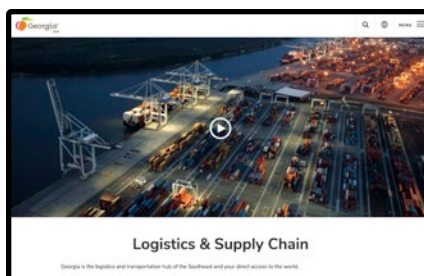 Georgia
MENU
Logistics & Supply Chain
Georgia is the logistics and transportation hub of the Southeast and your direct access to the world.